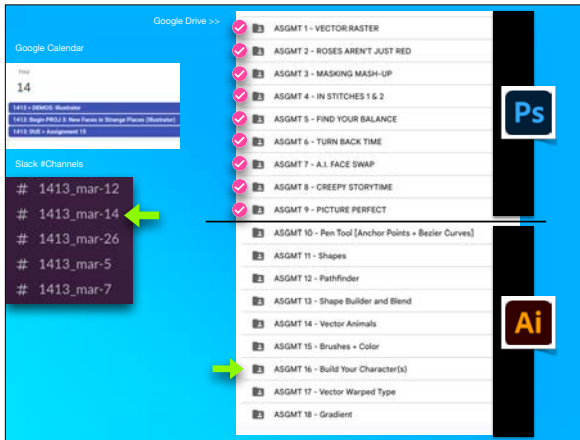 Google Drive >>
Google Calendar
14
1413 > DEMOS: Illustrator
1413: Begin PROJ 3: New Faces in Strange Places (Illustrator)
1413: DUE > Assignment 15
Slack #Channels
# 1413_mar-12
# 1413_mar-14
# 1413_mar-26
# 1413_mar-5
# 1413_mar-7
ASGMT 1 - VECTOR:RASTER
ASGMT 2 - ROSES AREN'T JUST RED
ASGMT 3 - MASKING MASH-UP
ASGMT 4 - IN STITCHES 1 & 2
ASGMT 5 - FIND YOUR BALANCE
ASGMT 6 - TURN BACK TIME
ASGMT 7 - A.I. FACE SWAP
ASGMT 8 - CREEPY STORYTIME
ASGMT 9 - PICTURE PERFECT
ASGMT 10 - Pen Tool [Anchor Points + Bezier Curves]
ASGMT 11 - Shapes
ASGMT 12 - Pathfinder
ASGMT 13 - Shape Builder and Blend
ASGMT 14 - Vector Animals
ASGMT 15 - Brushes + Color
ASGMT 16 - Build Your Character(s)
ASGMT 17 - Vector Warped Type
ASGMT 18 - Gradient
Ps
Ai